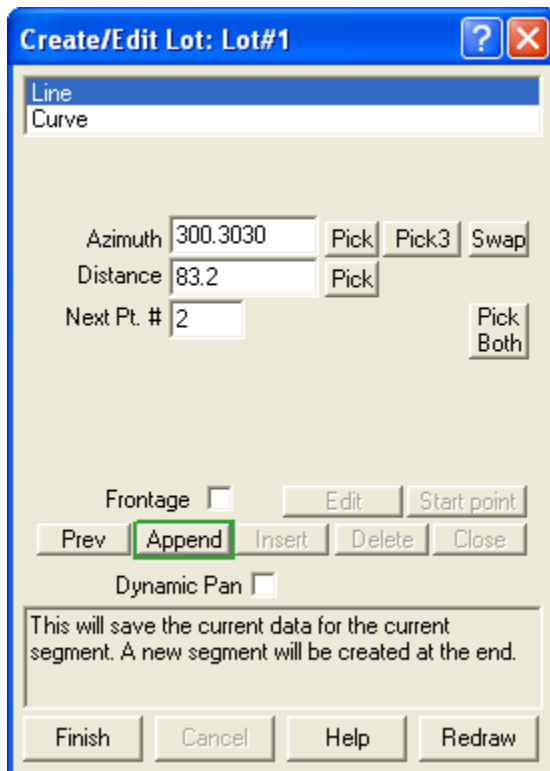 Create/Edit Lot: Lot#1
Line
Curve
Azimuth 300.3030 Pick Pick3 Swap
Distance 83.2 Pick
Next Pt. # 2 Pick
Both
Frontage Edit Start point
Prev Append Insert Delete Close
Dynamic Pan
This will save the current data for the current
segment. A new segment will be created at the end.
Finish Cancel Help Redraw